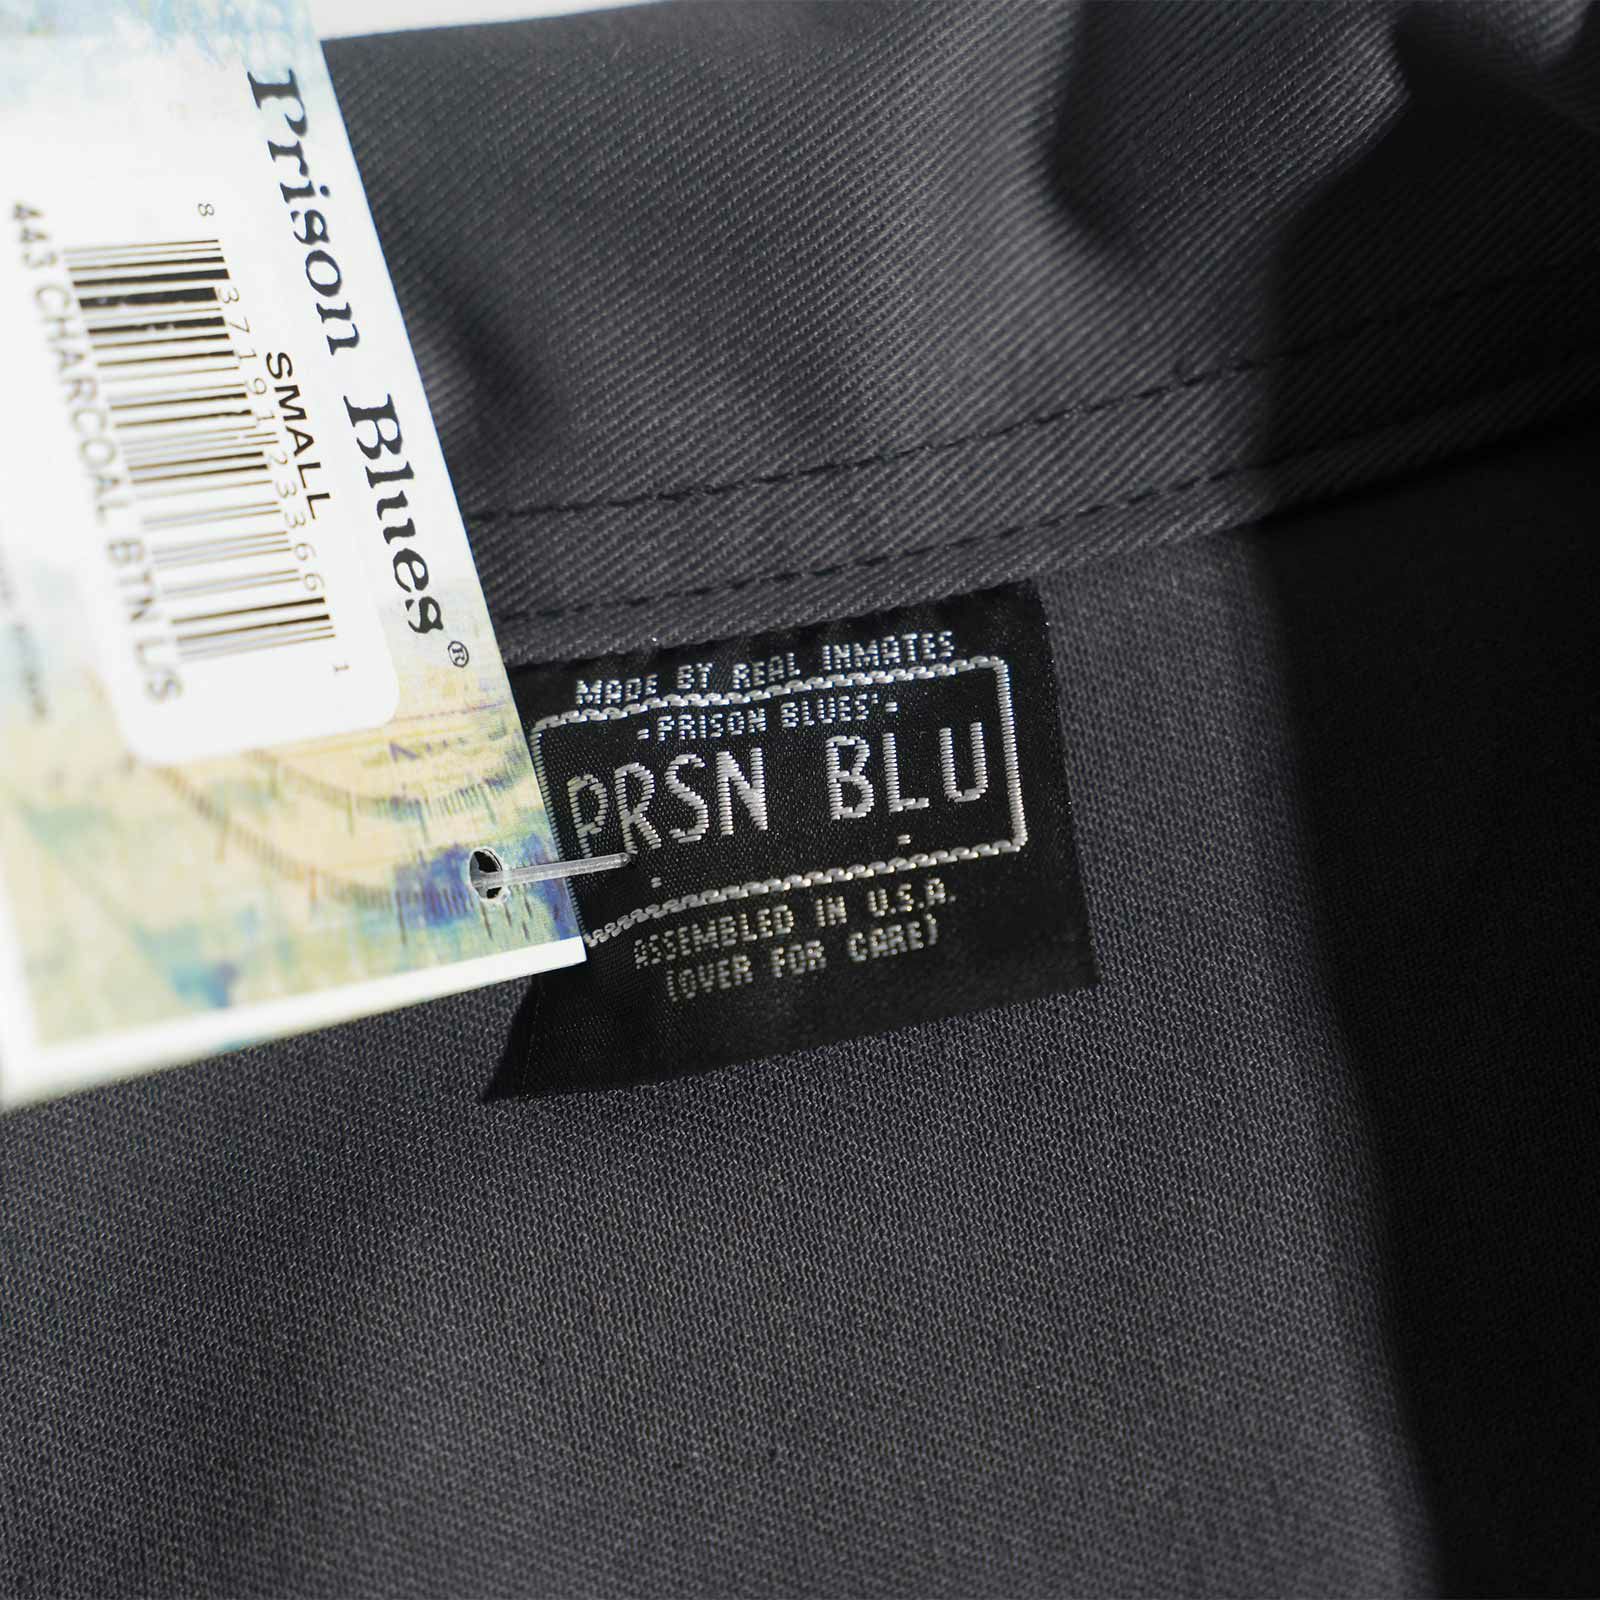 Prison Blues®
SMALL
8 37191 23366 1
443 CHARCOAL BTN LS
MADE BY REAL INMATES
-PRISON BLUES'-
PRSN BLU
ASSEMBLED IN U.S.A.
(OVER FOR CARE)